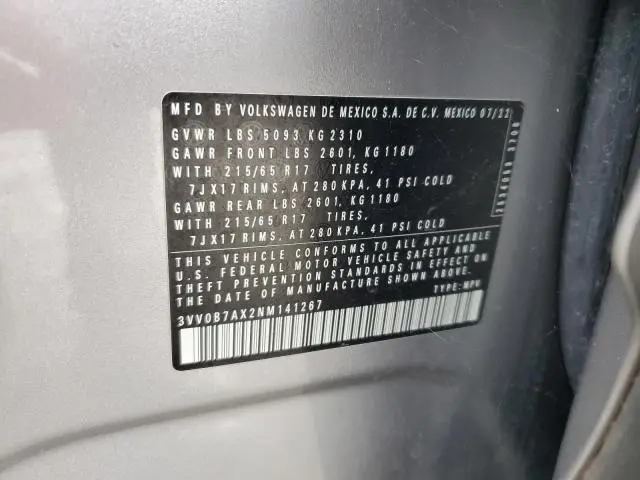 MFD BY VOLKSWAGEN DE MEXICO S.A. DE C.V. MEXICO 07/22
GVWR LBS 5093 KG 2310
GAWR FRONT LBS 2601, KG 1180
WITH 215/65 R17 TIRES,
7JX17 RIMS, AT 280 KPA, 41 PSI COLD
GAWR REAR LBS 2601, KG 1180
WITH 215/65 R17 TIRES,
7JX17 RIMS, AT 280 KPA, 41 PSI COLD
THIS VEHICLE CONFORMS TO ALL APPLICABLE
U.S. FEDERAL MOTOR VEHICLE SAFETY AND
THEFT PREVENTION STANDARDS IN EFFECT ON
THE DATE OF MANUFACTURE SHOWN ABOVE.
TYPE: MPV
3VV0B7AX2NM141267